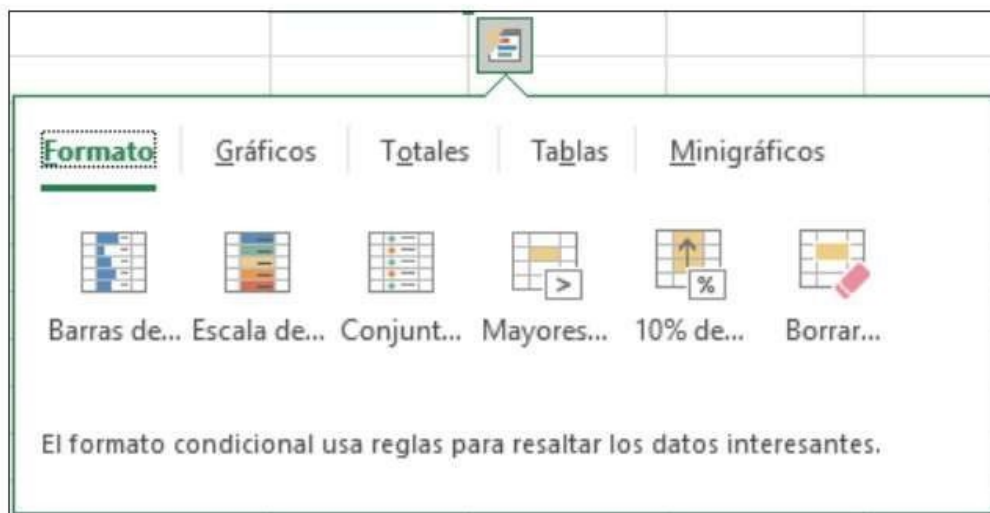 Formato Gráficos Totales Tablas Minigráficos
> %
Barras de... Escala de... Conjunt... Mayores... 10% de... Borrar...
El formato condicional usa reglas para resaltar los datos interesantes.